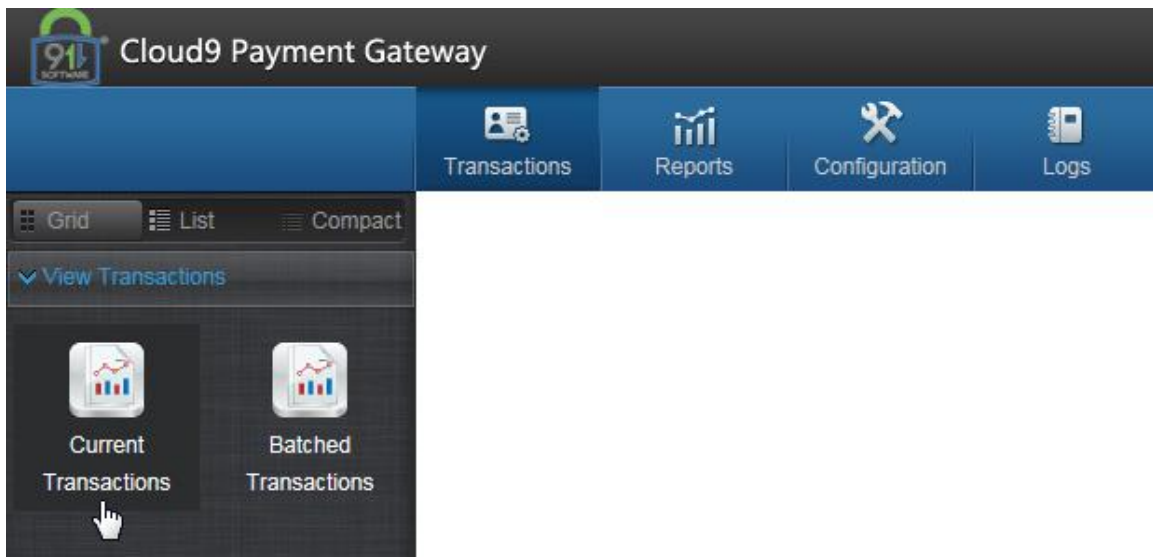 91
SOFTWARE
Cloud9 Payment Gateway
Transactions Reports Configuration Logs
Grid List Compact
View Transactions
Current Batched
Transactions Transactions